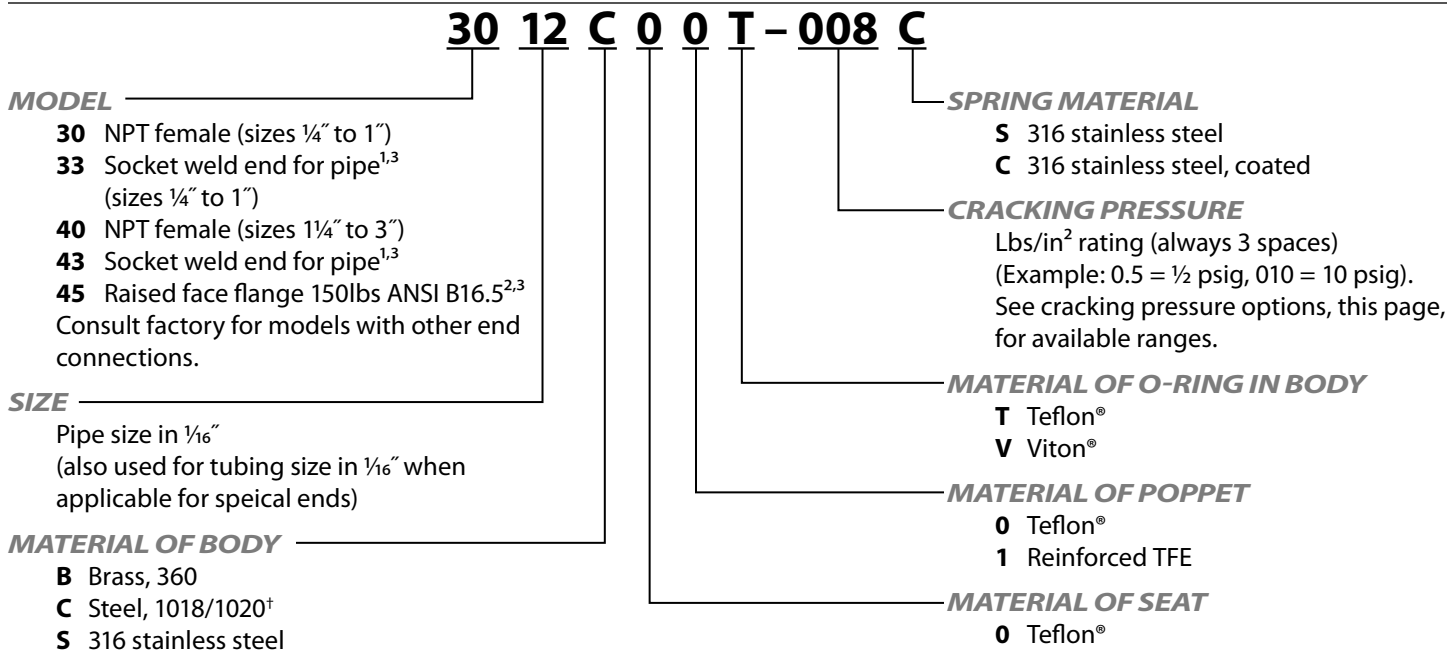 30 12 C 0 0 T – 008 C
MODEL
30 NPT female (sizes ¼″ to 1″)
33 Socket weld end for pipe¹,³
(sizes ¼″ to 1″)
40 NPT female (sizes 1¼″ to 3″)
43 Socket weld end for pipe¹,³
45 Raised face flange 150lbs ANSI B16.5²,³
Consult factory for models with other end
connections.
SIZE
Pipe size in 1⁄16″
(also used for tubing size in 1⁄16″ when
applicable for speical ends)
MATERIAL OF BODY
B Brass, 360
C Steel, 1018/1020†
S 316 stainless steel
SPRING MATERIAL
S 316 stainless steel
C 316 stainless steel, coated
CRACKING PRESSURE
Lbs/in² rating (always 3 spaces)
(Example: 0.5 = ½ psig, 010 = 10 psig).
See cracking pressure options, this page,
for available ranges.
MATERIAL OF O-RING IN BODY
T Teflon®
V Viton®
MATERIAL OF POPPET
0 Teflon®
1 Reinforced TFE
MATERIAL OF SEAT
0 Teflon®